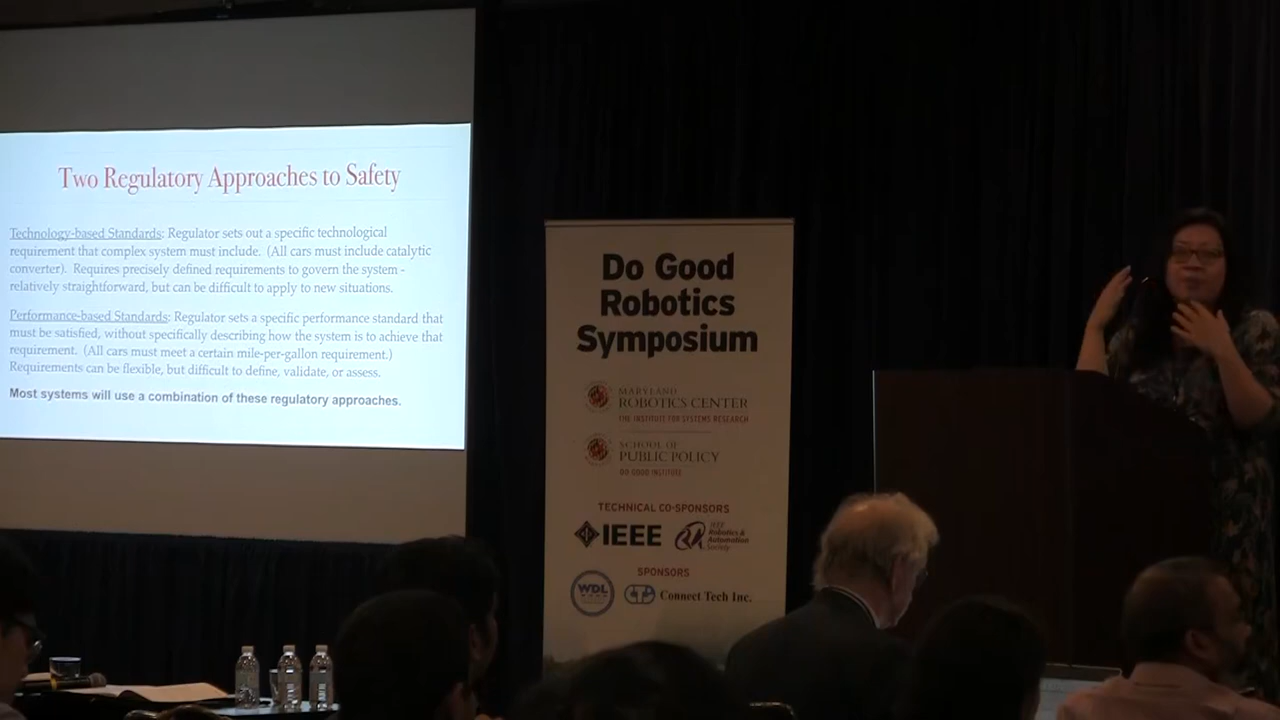 Two Regulatory Approaches to Safety
Technology-based Standards: Regulator sets out a specific technological
requirement that complex system must include. (All cars must include catalytic
converter). Requires precisely defined requirements to govern the system -
relatively straightforward, but can be difficult to apply to new situations.
Performance-based Standards: Regulator sets a specific performance standard that
must be satisfied, without specifically describing how the system is to achieve that
requirement. (All cars must meet a certain mile-per-gallon requirement.)
Requirements can be flexible, but difficult to define, validate, or assess.
Most systems will use a combination of these regulatory approaches.
Do Good
Robotics
Symposium
MARYLAND
ROBOTICS CENTER
THE INSTITUTE FOR SYSTEMS RESEARCH
SCHOOL OF
PUBLIC POLICY
DO GOOD INSTITUTE
TECHNICAL CO-SPONSORS
IEEE
IEEE
Robotics &
Automation
Society
SPONSORS
WDL
Connect Tech Inc.